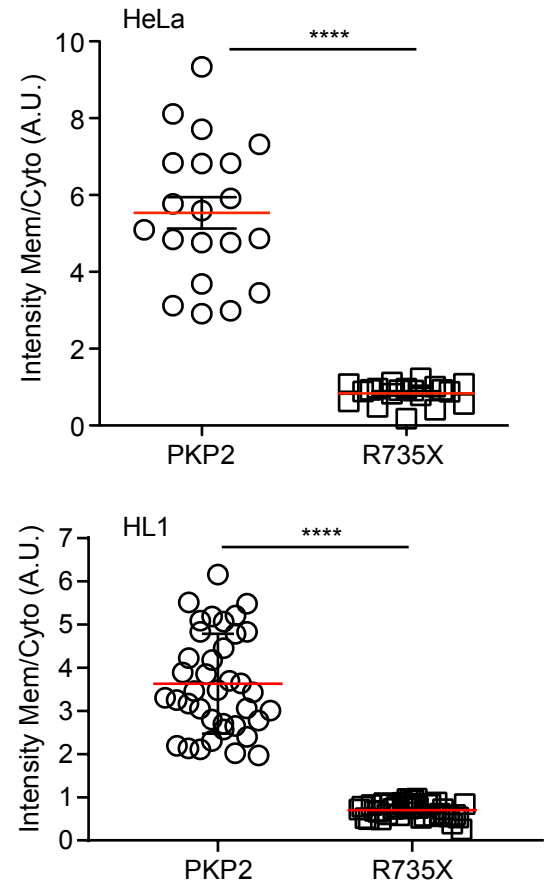 HeLa
****
Intensity Mem/Cyto (A.U.)
10
8
6
4
2
0
PKP2 R735X
HL1
****
Intensity Mem/Cyto (A.U.)
7
6
5
4
3
2
1
0
PKP2 R735X